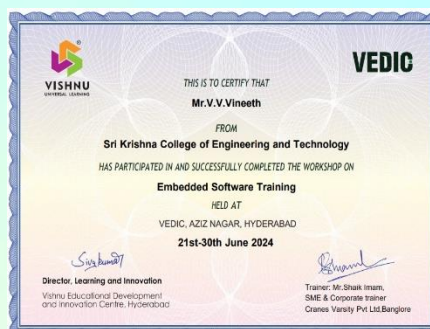 VISHNU
UNIVERSAL LEARNING
VEDIC
THIS IS TO CERTIFY THAT
Mr.V.V.Vineeth
FROM
Sri Krishna College of Engineering and Technology
HAS PARTICIPATED IN AND SUCCESSFULLY COMPLETED THE WORKSHOP ON
Embedded Software Training
HELD AT
VEDIC, AZIZ NAGAR, HYDERABAD
21st-30th June 2024
Director, Learning and Innovation
Vishnu Educational Development
and Innovation Centre, Hyderabad
Trainer: Mr.Shaik Imam,
SME & Corporate trainer
Cranes Varsity Pvt Ltd,Banglore